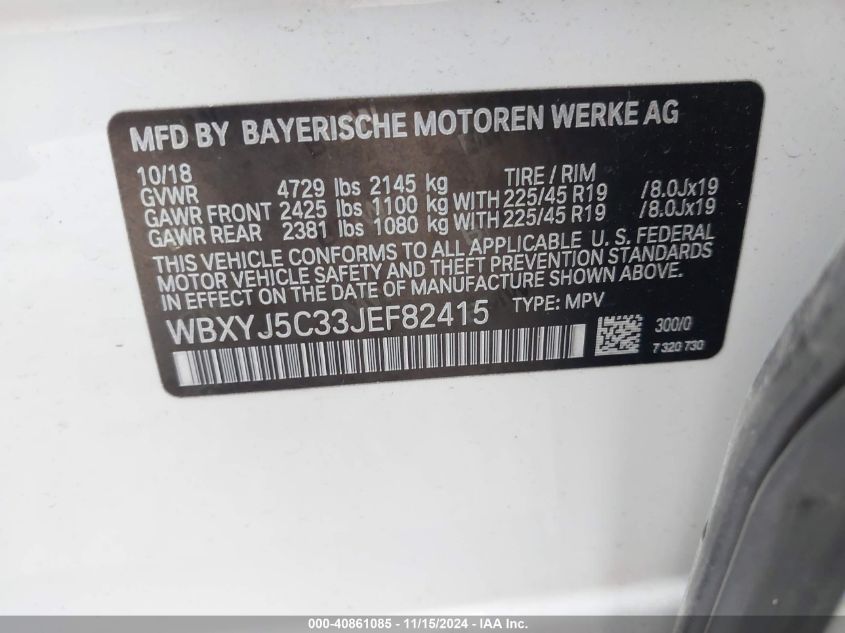 MFD BY BAYERISCHE MOTOREN WERKE AG
10/18 TIRE / RIM
GVWR 4729 lbs 2145 kg
GAWR FRONT 2425 lbs 1100 kg WITH 225/45 R19 /8.0Jx19
GAWR REAR 2381 lbs 1080 kg WITH 225/45 R19 /8.0Jx19
THIS VEHICLE CONFORMS TO ALL APPLICABLE U. S. FEDERAL
MOTOR VEHICLE SAFETY AND THEFT PREVENTION STANDARDS
IN EFFECT ON THE DATE OF MANUFACTURE SHOWN ABOVE.
WBXYJ5C33JEF82415 TYPE: MPV
300/0
7 320 730
000-40861085 - 11/15/2024 - IAA Inc.